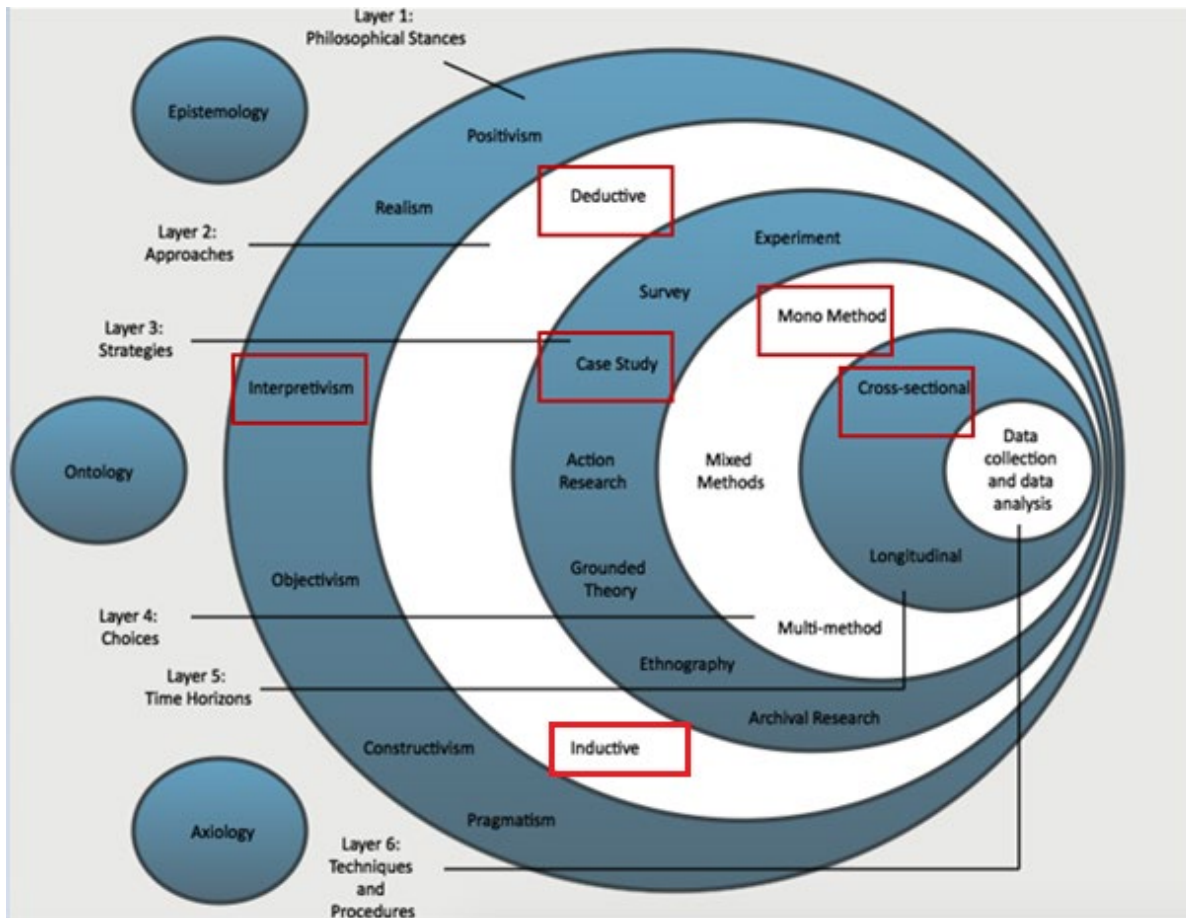 Layer 1:
Philosophical Stances
Epistemology
Positivism
Deductive
Realism
Layer 2:
Approaches
Experiment
Survey
Mono Method
Layer 3:
Strategies
Case Study
Interpretivism
Cross-sectional
Data
collection
and data
analysis
Ontology
Action
Research
Mixed
Methods
Longitudinal
Objectivism
Grounded
Theory
Layer 4:
Choices
Multi-method
Ethnography
Layer 5:
Time Horizons
Archival Research
Constructivism
Inductive
Pragmatism
Axiology
Layer 6:
Techniques
and
Procedures